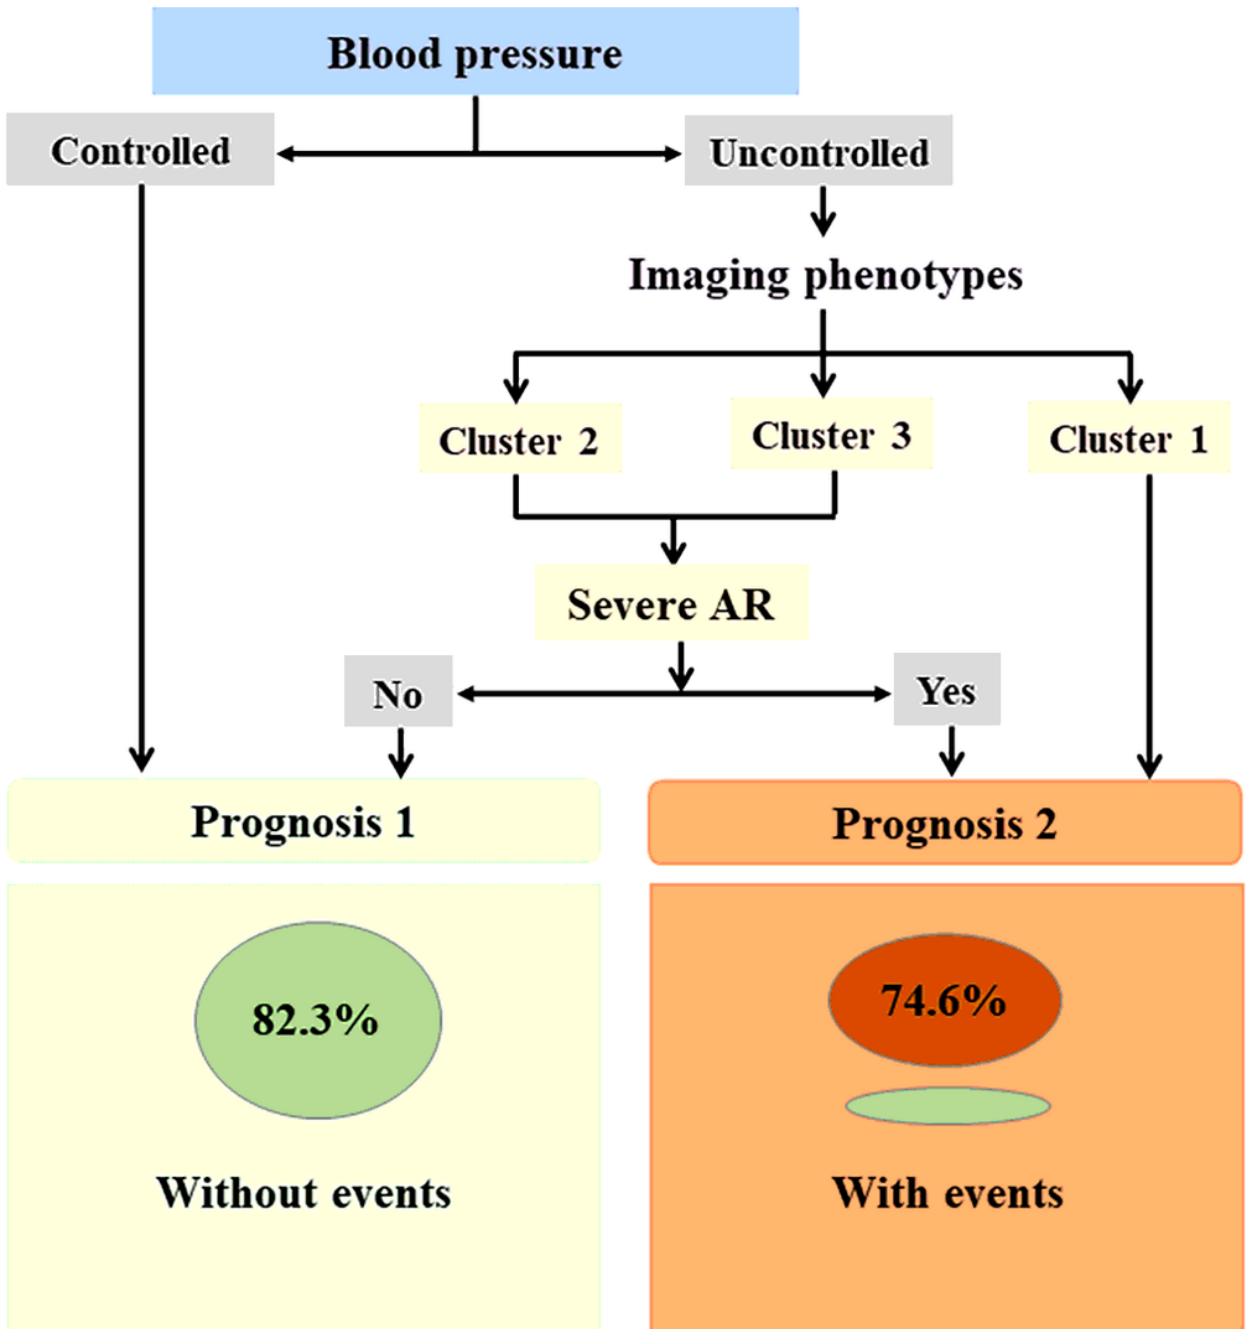 Blood pressure
Controlled
Uncontrolled
Imaging phenotypes
Cluster 2
Cluster 3
Cluster 1
Severe AR
No
Yes
Prognosis 1
Prognosis 2
82.3%
74.6%
Without events
With events